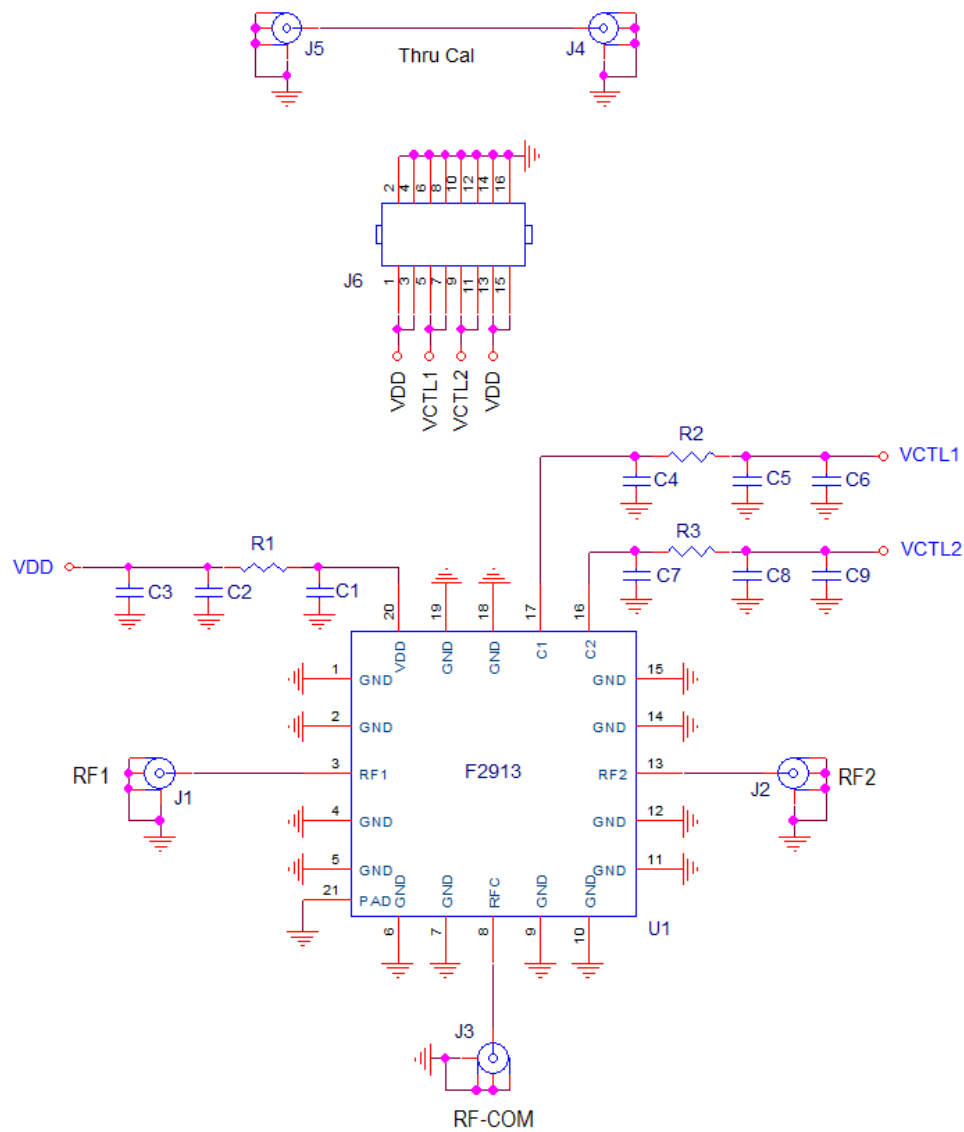 J5
J4
Thru Cal
2 4 6 8 10 12 14 16
J6
1 3 5 7 9 11 13 15
VDD VCTL1 VCTL2 VDD
R2
C4 C5 C6 VCTL1
R3
C7 C8 C9 VCTL2
R1
VDD
C3 C2 C1
20 19 18 17 16
VDD GND GND C1 C2
1 GND GND 15
2 GND GND 14
RF1 J1 3 RF1 F2913 RF2 13 J2 RF2
4 GND GND 12
5 GND GND 11
21 PAD
GND GND RFC GND GND
U1
6 7 8 9 10
J3
RF-COM